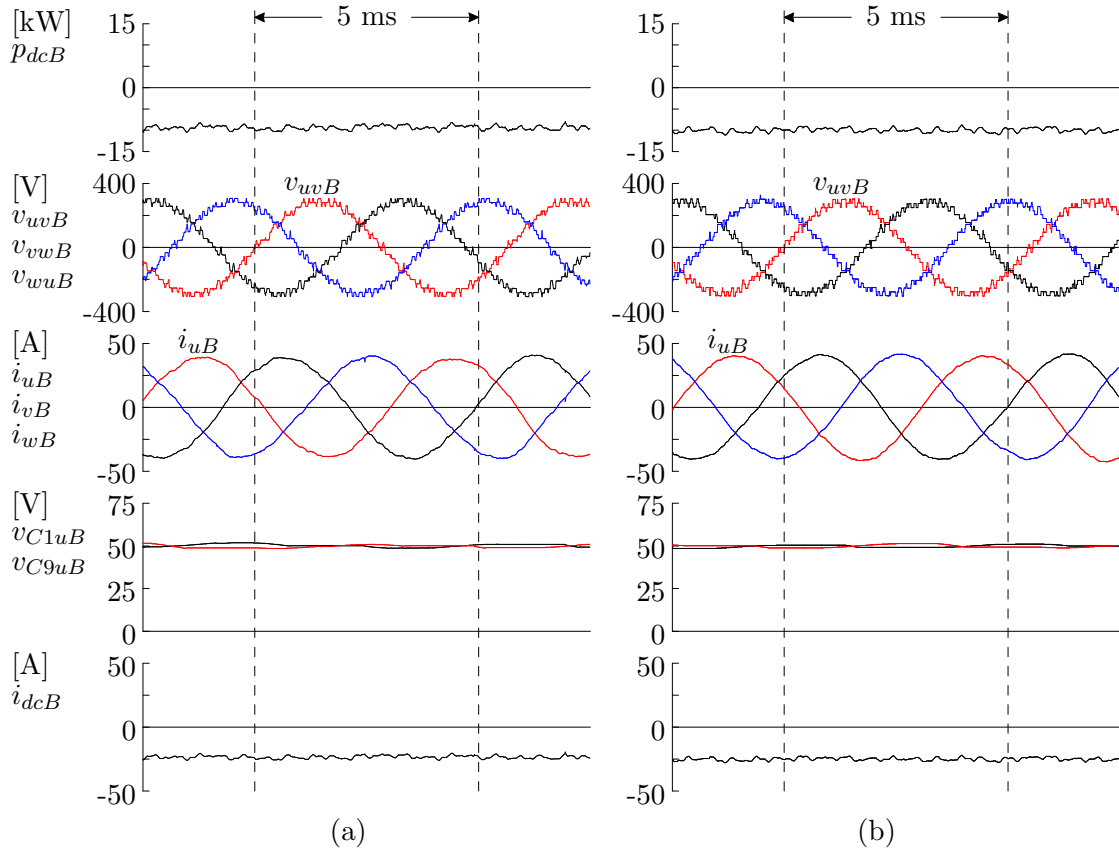 [kW]
p_dcB
15
0
-15
5 ms
15
0
-15
5 ms
[V]
v_uvB
v_vwB
v_wuB
400
0
-400
v_uvB
400
0
-400
v_uvB
[A]
i_uB
i_vB
i_wB
50
0
-50
i_uB
50
0
-50
i_uB
[V]
v_C1uB
v_C9uB
75
50
25
0
75
50
25
0
[A]
i_dcB
50
0
-50
50
0
-50
(a)
(b)